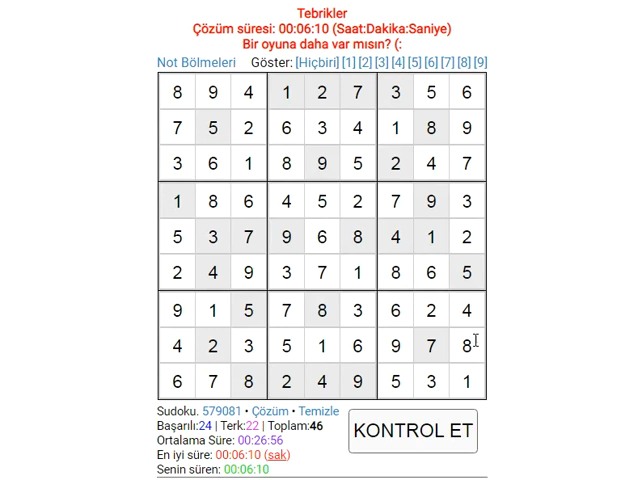 Tebrikler
Çözüm süresi: 00:06:10 (Saat:Dakika:Saniye)
Bir oyuna daha var mısın? (:
Not Bölmeleri Göster: [Hiçbiri] [1] [2] [3] [4] [5] [6] [7] [8] [9]
8 9 4 1 2 7 3 5 6
7 5 2 6 3 4 1 8 9
3 6 1 8 9 5 2 4 7
1 8 6 4 5 2 7 9 3
5 3 7 9 6 8 4 1 2
2 4 9 3 7 1 8 6 5
9 1 5 7 8 3 6 2 4
4 2 3 5 1 6 9 7 8
6 7 8 2 4 9 5 3 1
Sudoku. 579081 • Çözüm • Temizle
Başarılı:24 | Terk:22 | Toplam:46
Ortalama Süre: 00:26:56
En iyi süre: 00:06:10 (sak)
Senin süren: 00:06:10
KONTROL ET